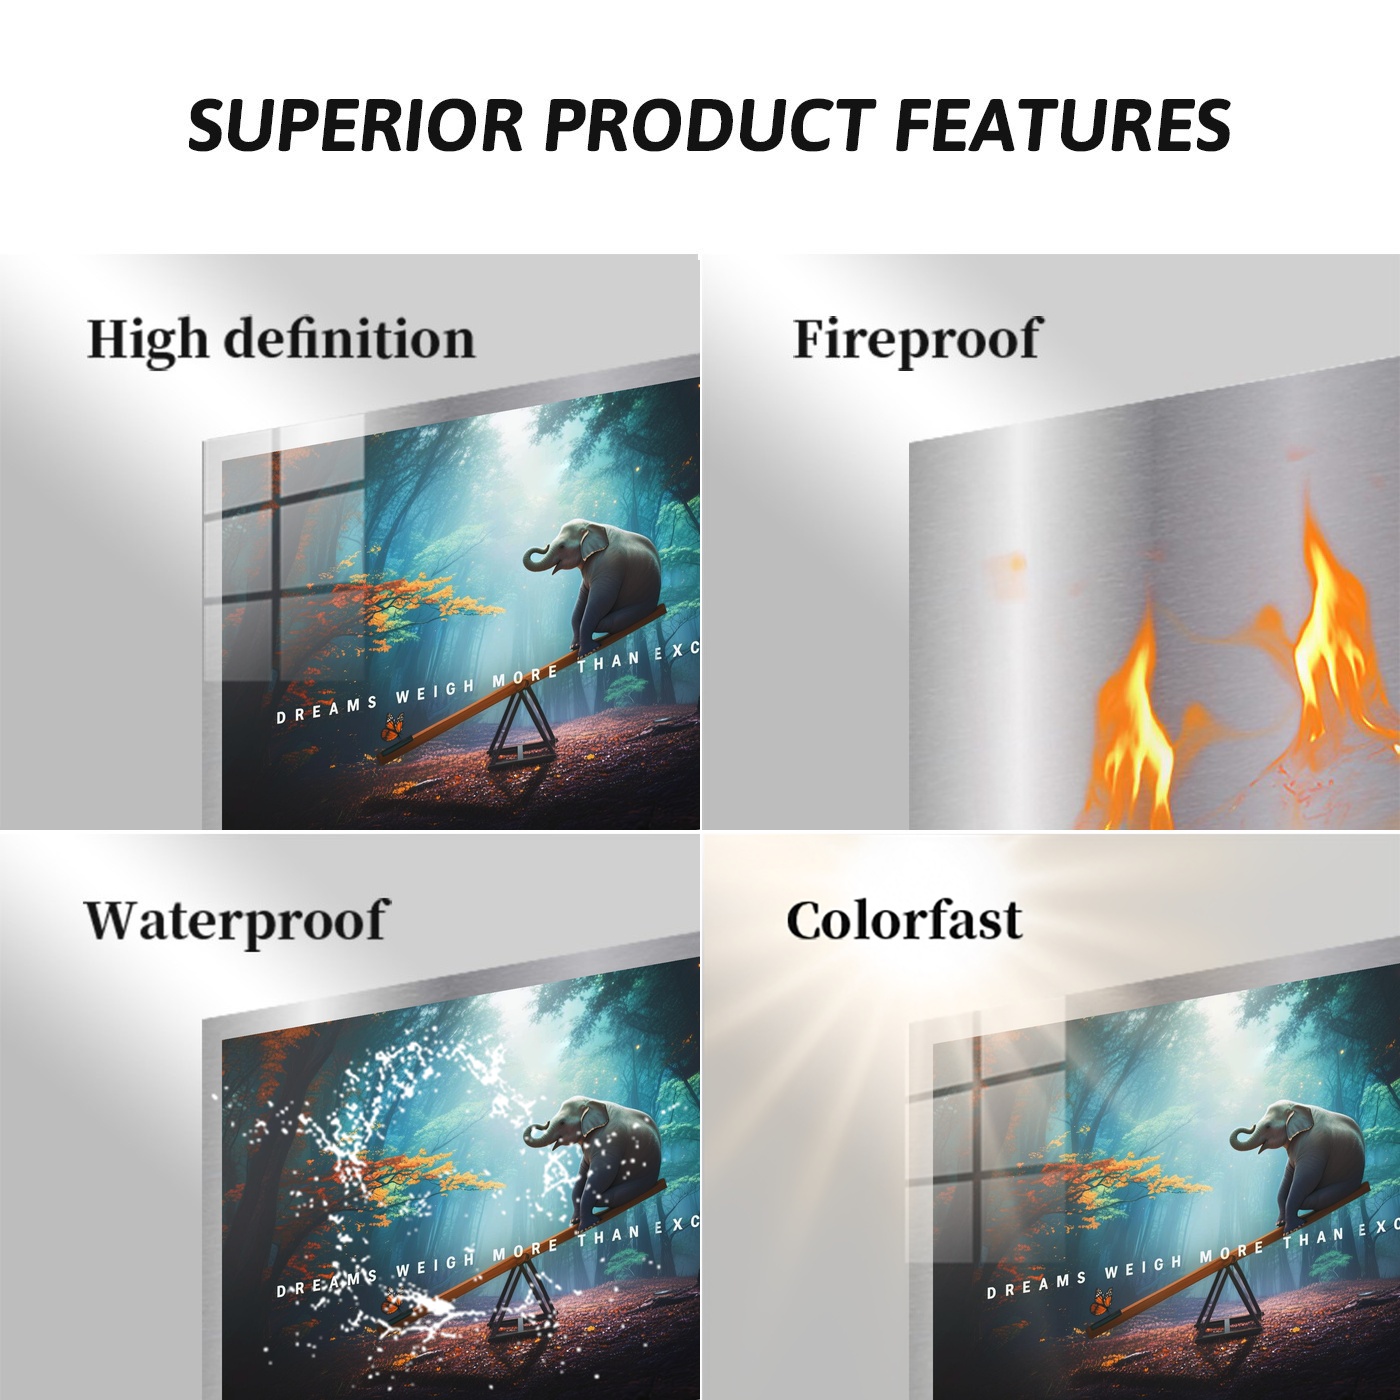 SUPERIOR PRODUCT FEATURES
High definition
DREAMS WEIGH MORE THAN EXC
Fireproof
Waterproof
DREAMS WEIGH MORE THAN EXC
Colorfast
DREAMS WEIGH MORE THAN EXC